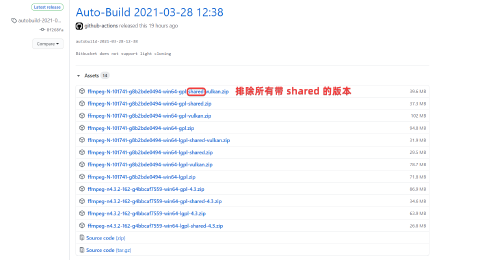 Latest release
autobuild-2021-0...
Compare
Auto-Build 2021-03-28 12:38
github-actions released this 19 hours ago
autobuild-2021-03-28-12-38
Bitbucket does not support light cloning
Assets 14
ffmpeg-N-101741-g8b2bde0494-win64-gpl-shared-vulkan.zip 排除所有带 shared 的版本 39.6 MB
ffmpeg-N-101741-g8b2bde0494-win64-gpl-shared.zip 37.5 MB
ffmpeg-N-101741-g8b2bde0494-win64-gpl-vulkan.zip 102 MB
ffmpeg-N-101741-g8b2bde0494-win64-gpl.zip 94.8 MB
ffmpeg-N-101741-g8b2bde0494-win64-lgpl-shared-vulkan.zip 31.9 MB
ffmpeg-N-101741-g8b2bde0494-win64-lgpl-shared.zip 29.5 MB
ffmpeg-N-101741-g8b2bde0494-win64-lgpl-vulkan.zip 78.7 MB
ffmpeg-N-101741-g8b2bde0494-win64-lgpl.zip 71.8 MB
ffmpeg-n4.3.2-162-g4bbcaf7559-win64-gpl-4.3.zip 86.9 MB
ffmpeg-n4.3.2-162-g4bbcaf7559-win64-gpl-shared-4.3.zip 34.8 MB
ffmpeg-n4.3.2-162-g4bbcaf7559-win64-lgpl-4.3.zip 63.8 MB
ffmpeg-n4.3.2-162-g4bbcaf7559-win64-lgpl-shared-4.3.zip 26.8 MB
Source code (zip)
Source code (tar.gz)